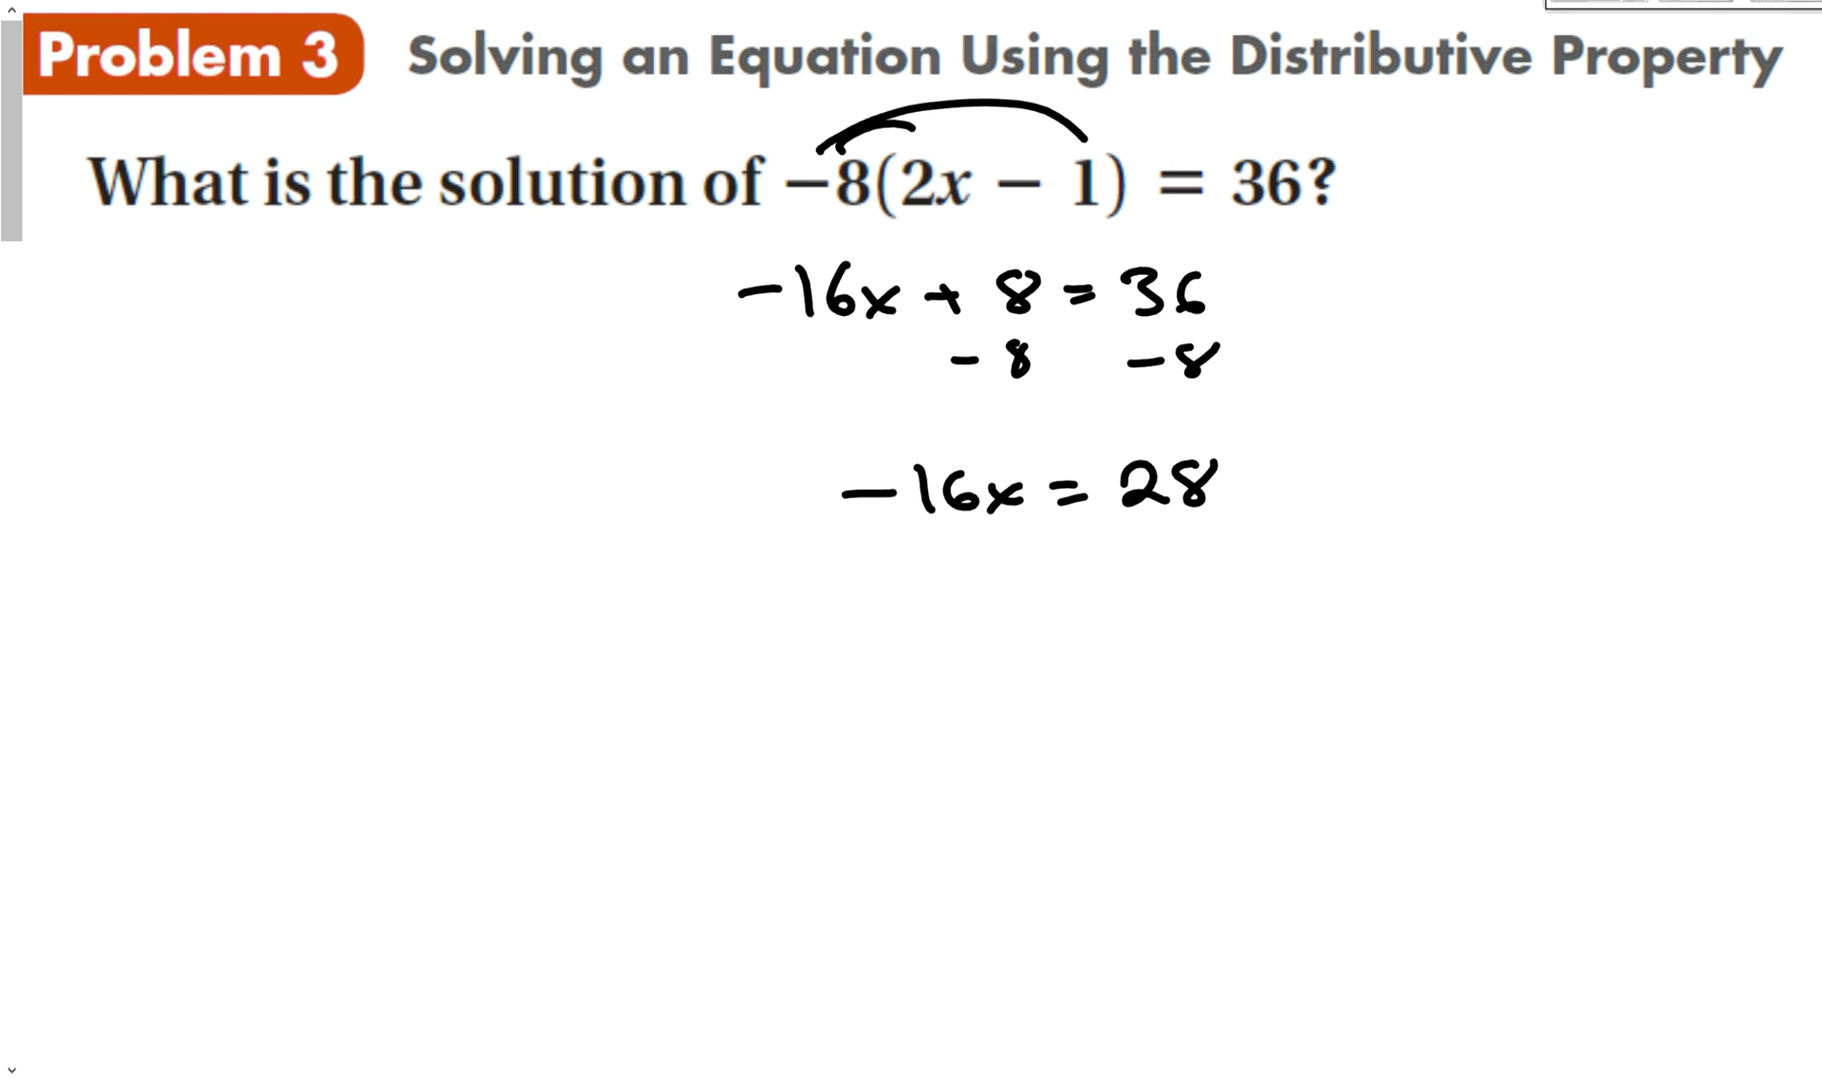 Problem 3 Solving an Equation Using the Distributive Property
What is the solution of −8(2x − 1) = 36?
-16x + 8 = 36
- 8 - 8
-16x = 28